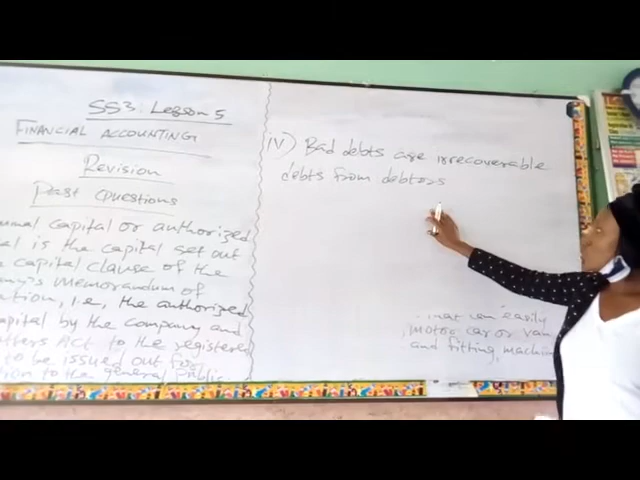 SS3 Lesson 5
FINANCIAL ACCOUNTING
Revision
Past Questions
capital or authorized
is the capital set out
capital clause of the
Memorandum of
i.e, the authorized
by the company and
Act to the registered
to be issued out
to the general public
iv) Bad debts are irrecoverable
debts from debtors
that can easily
motor car or van
and fitting, machin